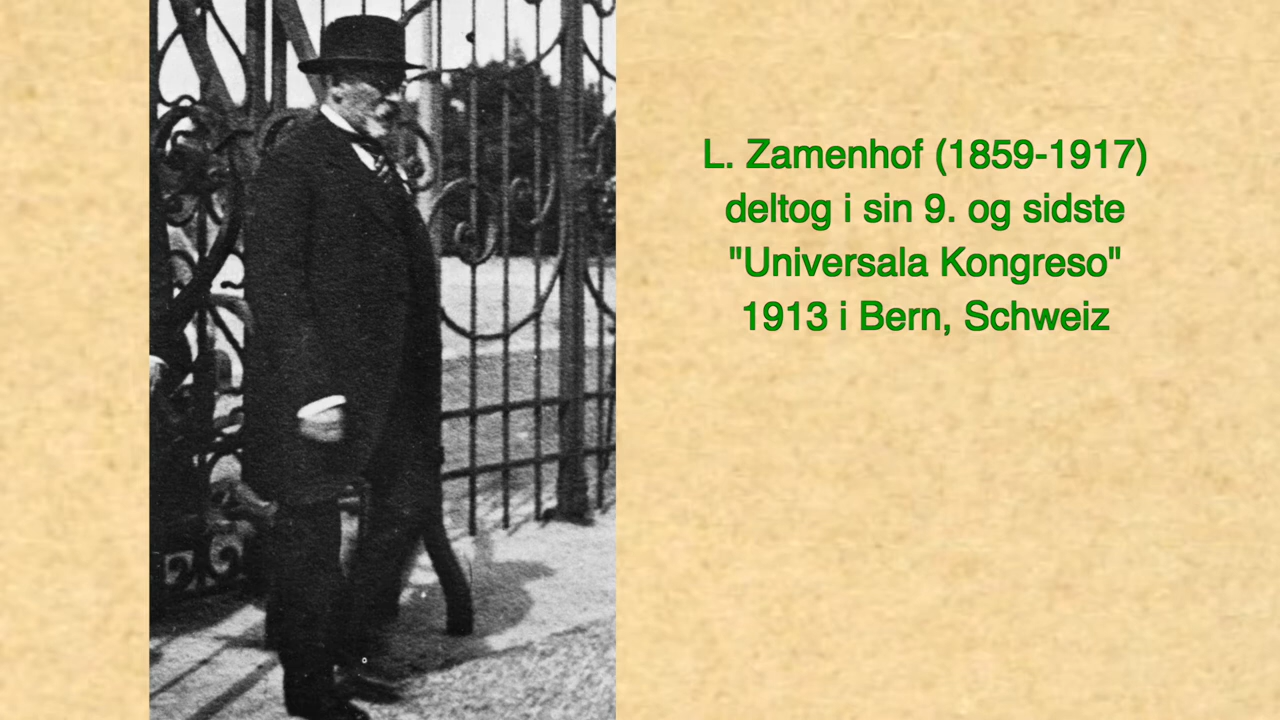 L. Zamenhof (1859-1917)
deltog i sin 9. og sidste
"Universala Kongreso"
1913 i Bern, Schweiz